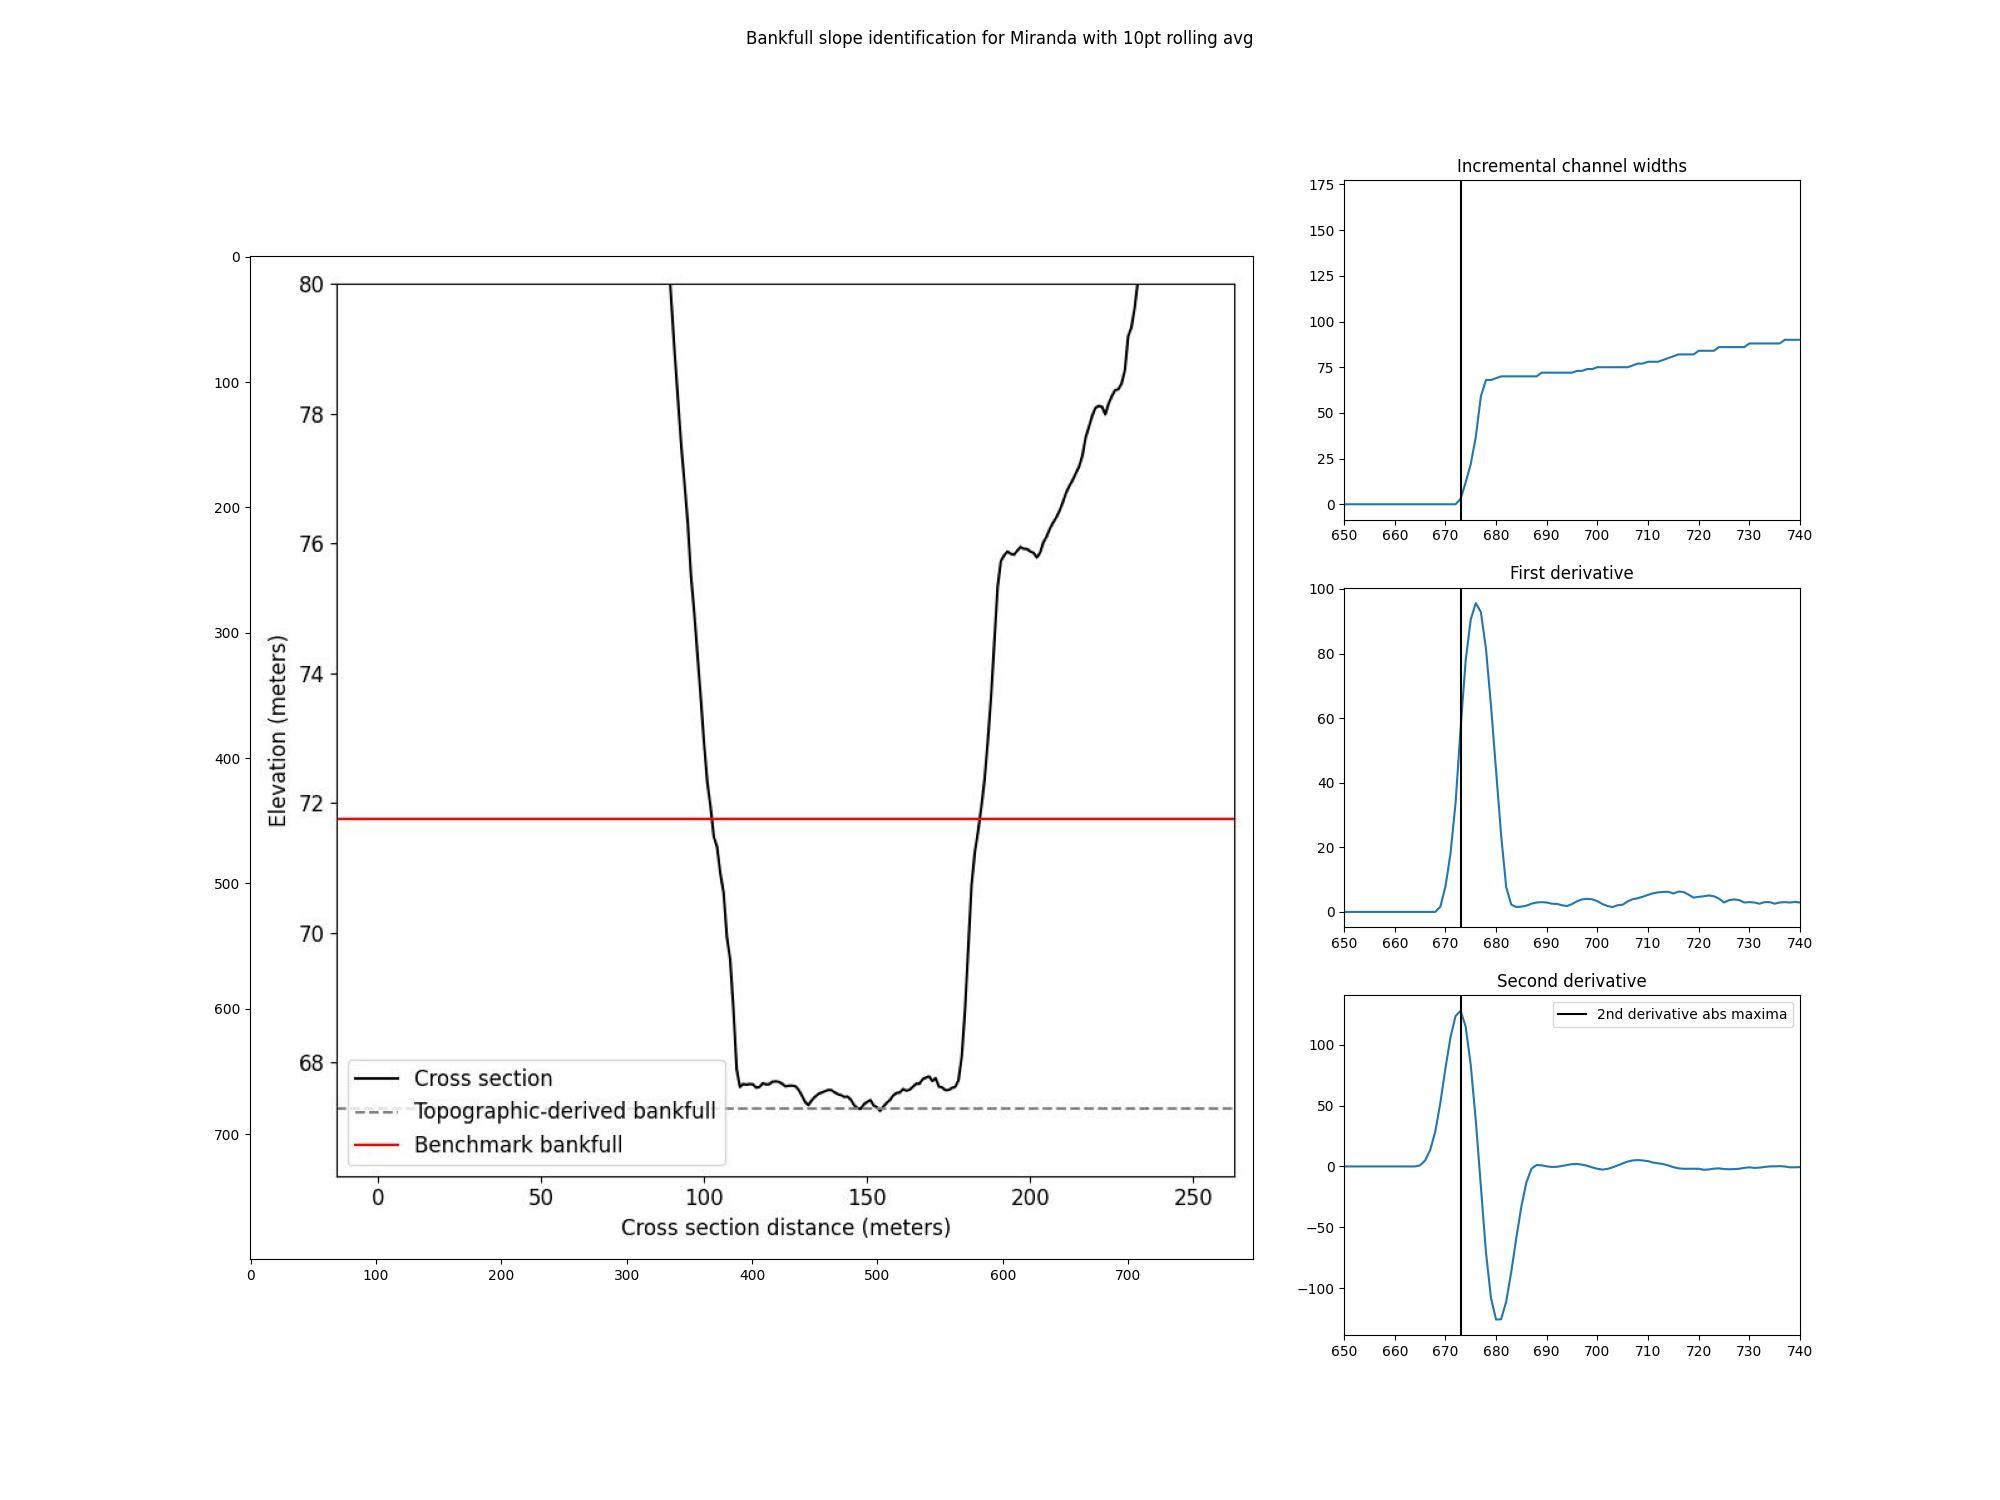 Bankfull slope identification for Miranda with 10pt rolling avg
0
100
200
300
400
500
600
700
80
78
76
74
72
70
68
Elevation (meters)
Cross section
Topographic-derived bankfull
Benchmark bankfull
0 50 100 150 200 250
Cross section distance (meters)
0 100 200 300 400 500 600 700
Incremental channel widths
175
150
125
100
75
50
25
0
650 660 670 680 690 700 710 720 730 740
First derivative
100
80
60
40
20
0
650 660 670 680 690 700 710 720 730 740
Second derivative
2nd derivative abs maxima
100
50
0
−50
−100
650 660 670 680 690 700 710 720 730 740